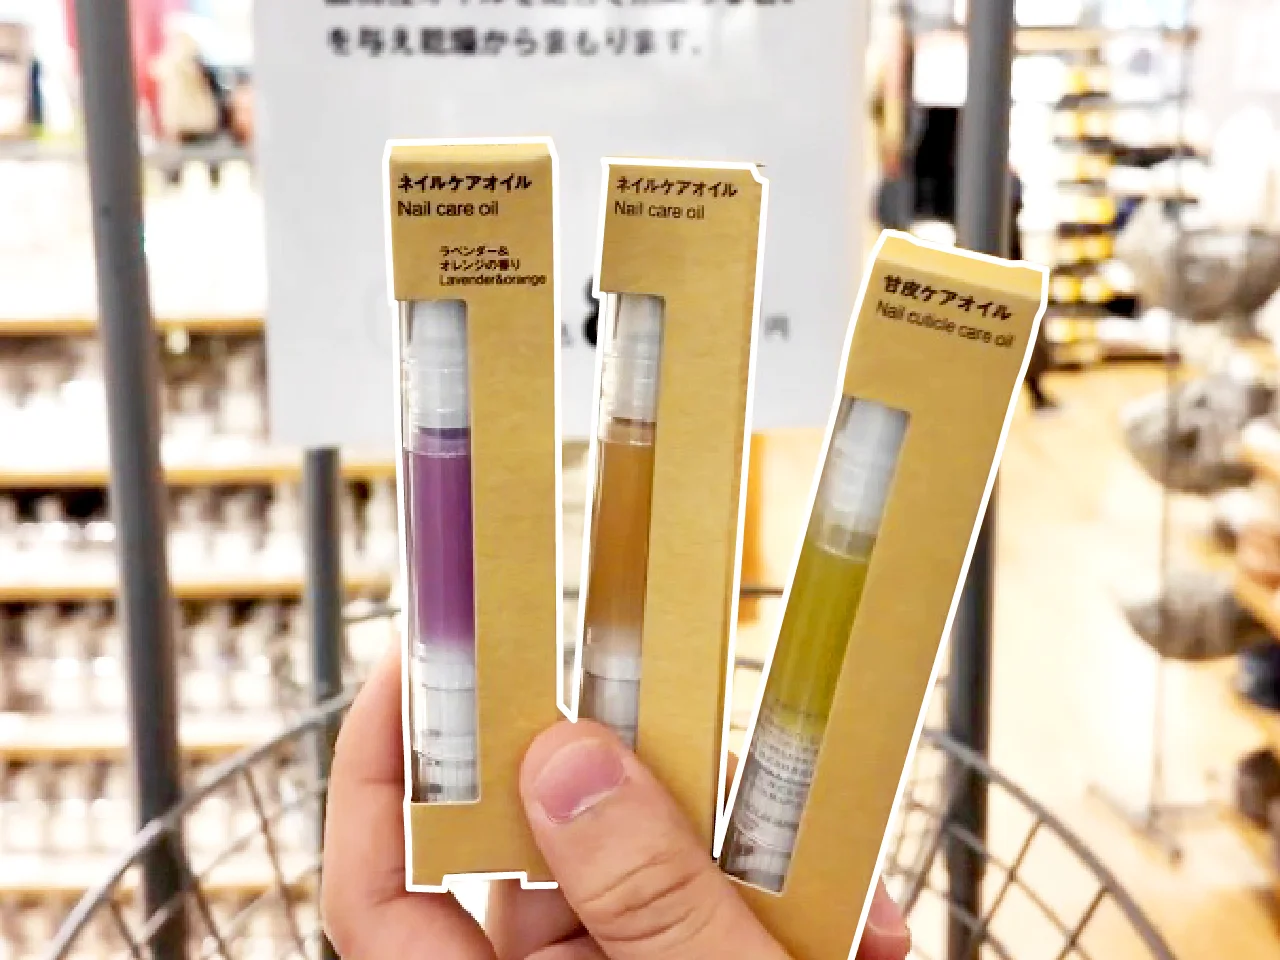 を与え乾燥からまもります。
ネイルケアオイル
Nail care oil
ラベンダー&
オレンジの香り
Lavender&orange
ネイルケアオイル
Nail care oil
甘皮ケアオイル
Nail cuticle care oil
円